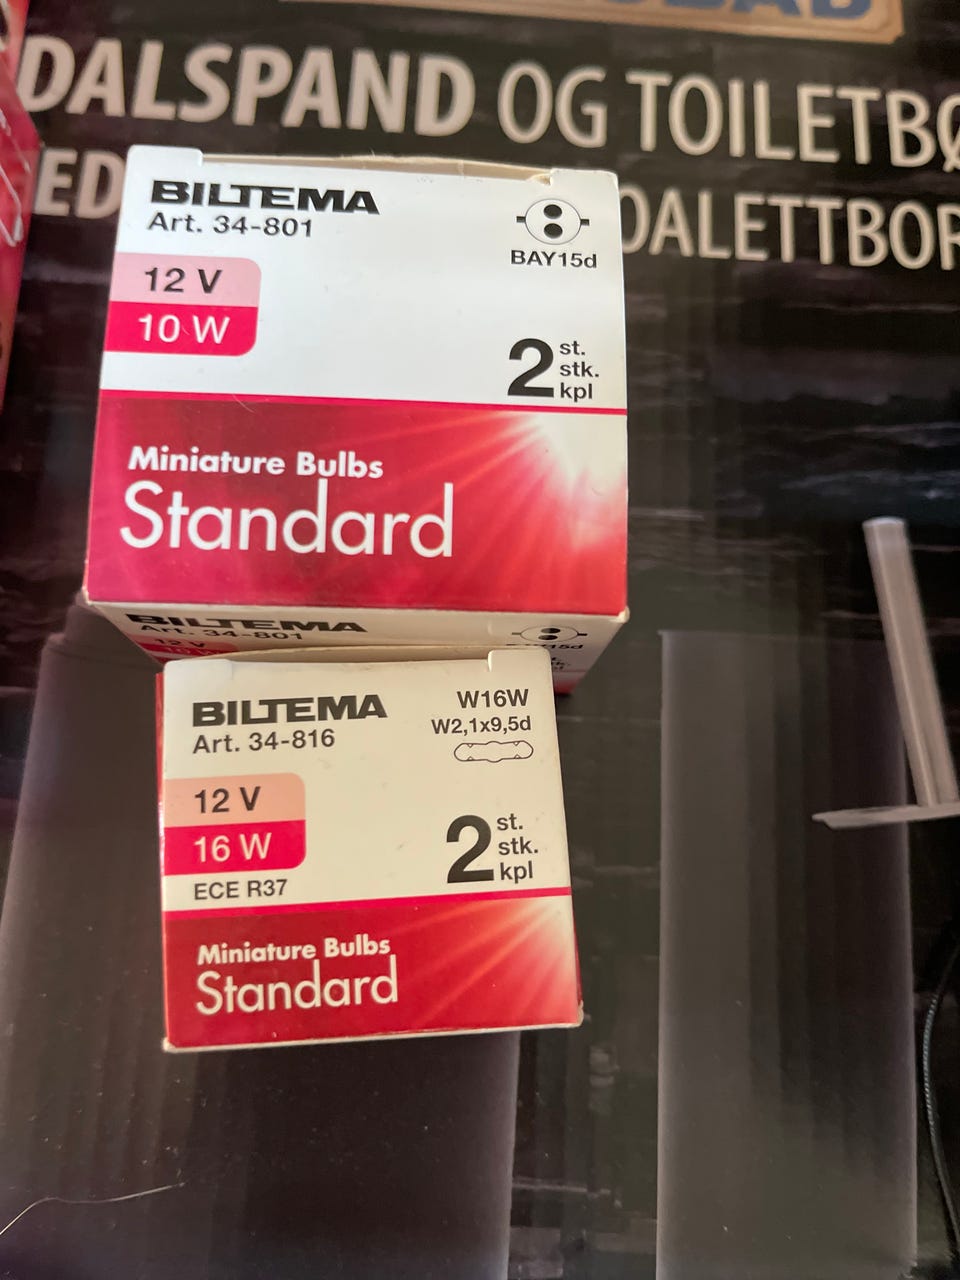 DALSPAND OG TOILETBØ
ED
OALETTBOR
BILTEMA
Art. 34-801
BAY15d
12 V
10 W
2 st.
stk.
kpl
Miniature Bulbs
Standard
BILTEMA
Art. 34-801
12 V
BILTEMA
Art. 34-816
W16W
W2,1x9,5d
12 V
16 W
ECE R37
2 st.
stk.
kpl
Miniature Bulbs
Standard